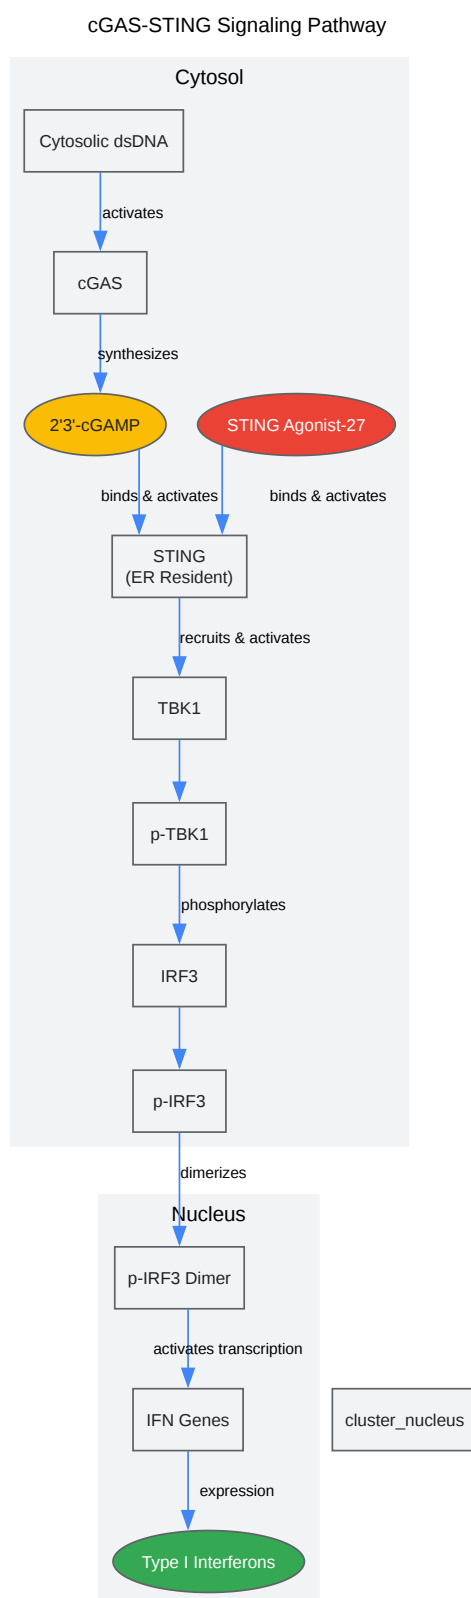 cGAS-STING Signaling Pathway
Cytosol
Cytosolic dsDNA
activates
cGAS
synthesizes
2'3'-cGAMP
STING Agonist-27
binds & activates
binds & activates
STING
(ER Resident)
recruits & activates
TBK1
p-TBK1
phosphorylates
IRF3
p-IRF3
dimerizes
Nucleus
p-IRF3 Dimer
activates transcription
IFN Genes
cluster_nucleus
expression
Type I Interferons